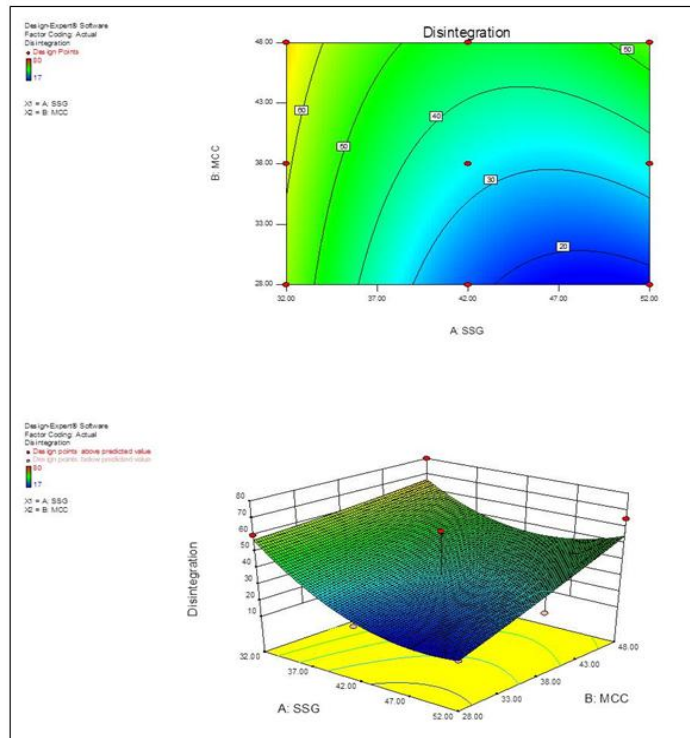 Design-Expert® Software
Factor Coding: Actual
Disintegration
Design Points
80
17
X1 = A: SSG
X2 = B: MCC
Disintegration
48.00
43.00
38.00
33.00
28.00
B: MCC
60
50
40
30
20
50
32.00 37.00 42.00 47.00 52.00
A: SSG
Design-Expert® Software
Factor Coding: Actual
Disintegration
Design points above predicted value
Design points below predicted value
80
17
X1 = A: SSG
X2 = B: MCC
Disintegration
80
70
60
50
40
30
20
10
32.00
37.00
42.00
47.00
52.00
A: SSG
28.00
33.00
38.00
43.00
48.00
B: MCC